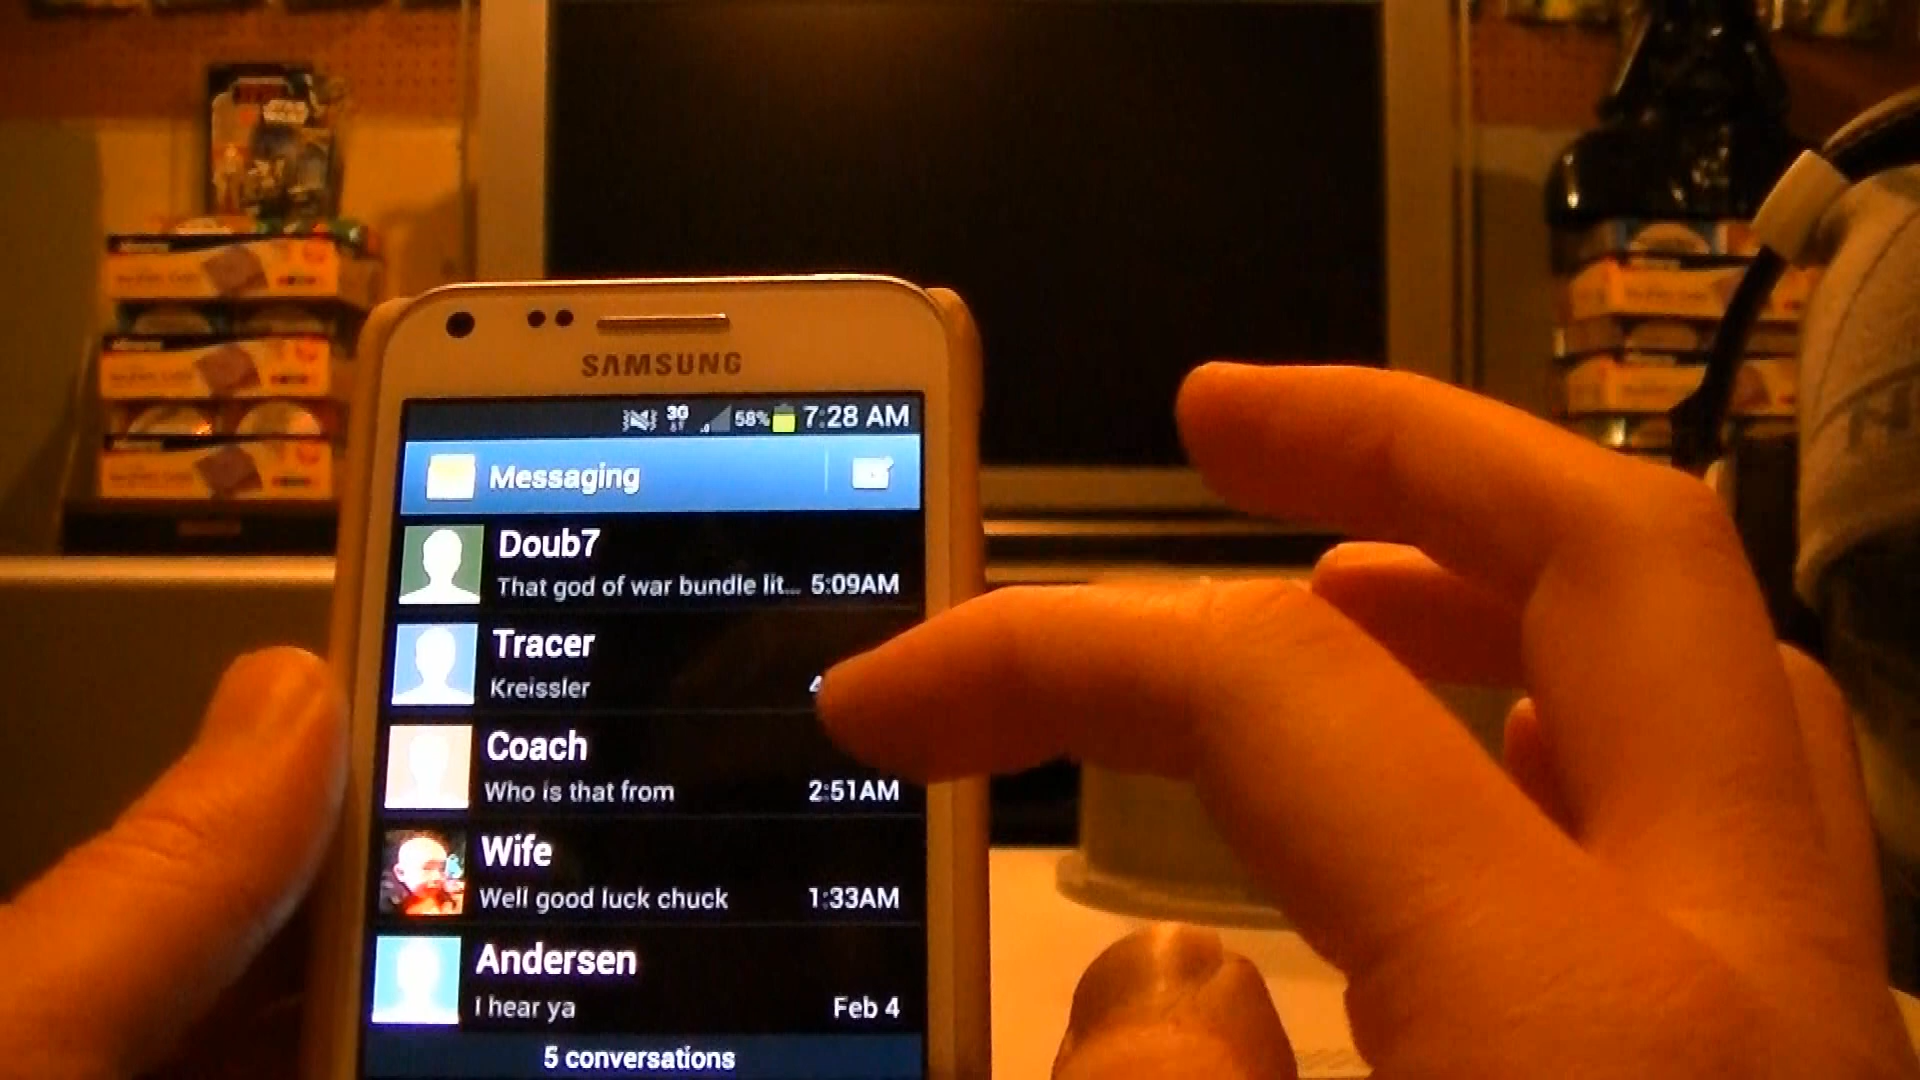 SAMSUNG
3G 58% 7:28 AM
Messaging
Doub7
That god of war bundle lit... 5:09AM
Tracer
Kreissler
Coach
Who is that from 2:51AM
Wife
Well good luck chuck 1:33AM
Andersen
I hear ya Feb 4
5 conversations